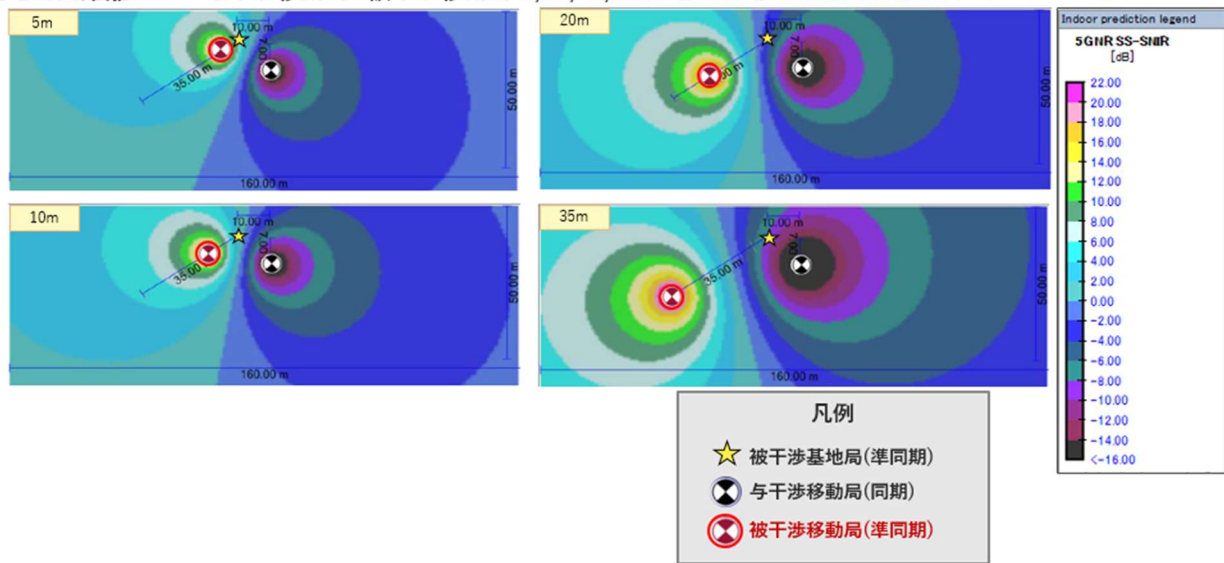 5m
10.00 m
7.00
35.00 m
50.00 m
160.00 m
20m
10.00 m
7.00
50.00 m
160.00 m
10m
10.00 m
7.00
35.00 m
50.00 m
160.00 m
35m
10.00 m
7.00
35.00 m
50.00 m
160.00 m
Indoor prediction legend
5GNR SS-SNIR
[dB]
22.00
20.00
18.00
16.00
14.00
12.00
10.00
8.00
6.00
4.00
2.00
0.00
-2.00
-4.00
-6.00
-8.00
-10.00
-12.00
-14.00
<-16.00
凡例
被干渉基地局(準同期)
与干渉移動局(同期)
被干渉移動局(準同期)